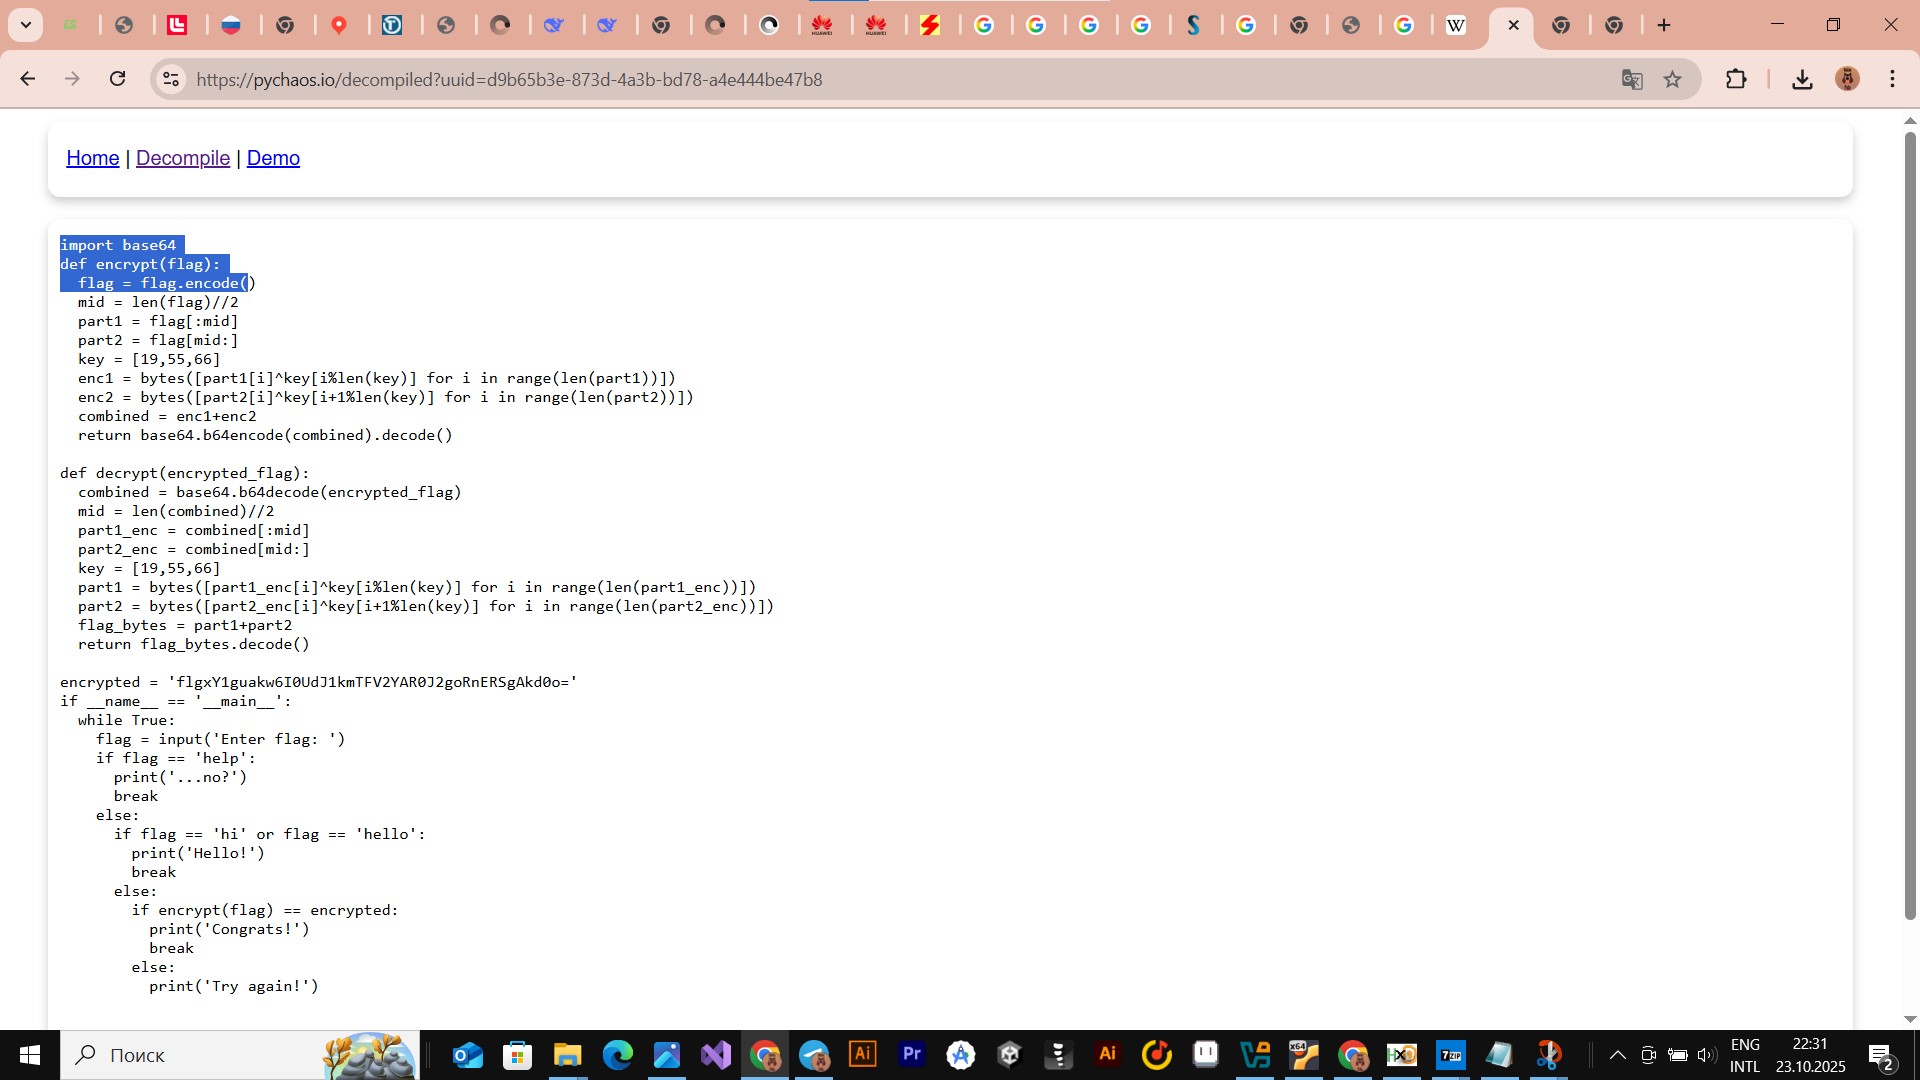 https://pychaos.io/decompiled?uuid=d9b65b3e-873d-4a3b-bd78-a4e444be47b8
Home | Decompile | Demo
import base64
def encrypt(flag):
  flag = flag.encode()
  mid = len(flag)//2
  part1 = flag[:mid]
  part2 = flag[mid:]
  key = [19,55,66]
  enc1 = bytes([part1[i]^key[i%len(key)] for i in range(len(part1))])
  enc2 = bytes([part2[i]^key[i+1%len(key)] for i in range(len(part2))])
  combined = enc1+enc2
  return base64.b64encode(combined).decode()
def decrypt(encrypted_flag):
  combined = base64.b64decode(encrypted_flag)
  mid = len(combined)//2
  part1_enc = combined[:mid]
  part2_enc = combined[mid:]
  key = [19,55,66]
  part1 = bytes([part1_enc[i]^key[i%len(key)] for i in range(len(part1_enc))])
  part2 = bytes([part2_enc[i]^key[i+1%len(key)] for i in range(len(part2_enc))])
  flag_bytes = part1+part2
  return flag_bytes.decode()
encrypted = 'flgxY1guakw6I0UdJ1kmTFV2YAR0J2goRnERSgAkd0o='
if __name__ == '__main__':
  while True:
    flag = input('Enter flag: ')
    if flag == 'help':
      print('...no?')
      break
    else:
      if flag == 'hi' or flag == 'hello':
        print('Hello!')
        break
      else:
        if encrypt(flag) == encrypted:
          print('Congrats!')
          break
        else:
          print('Try again!')
Поиск
ENG
INTL
22:31
23.10.2025
2